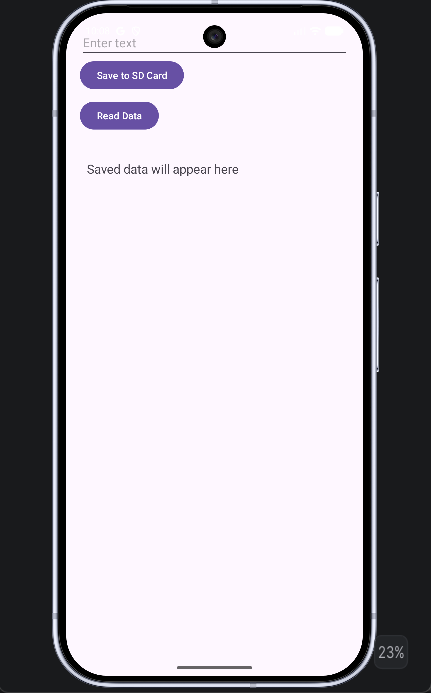 Enter text
Save to SD Card
Read Data
Saved data will appear here
23%